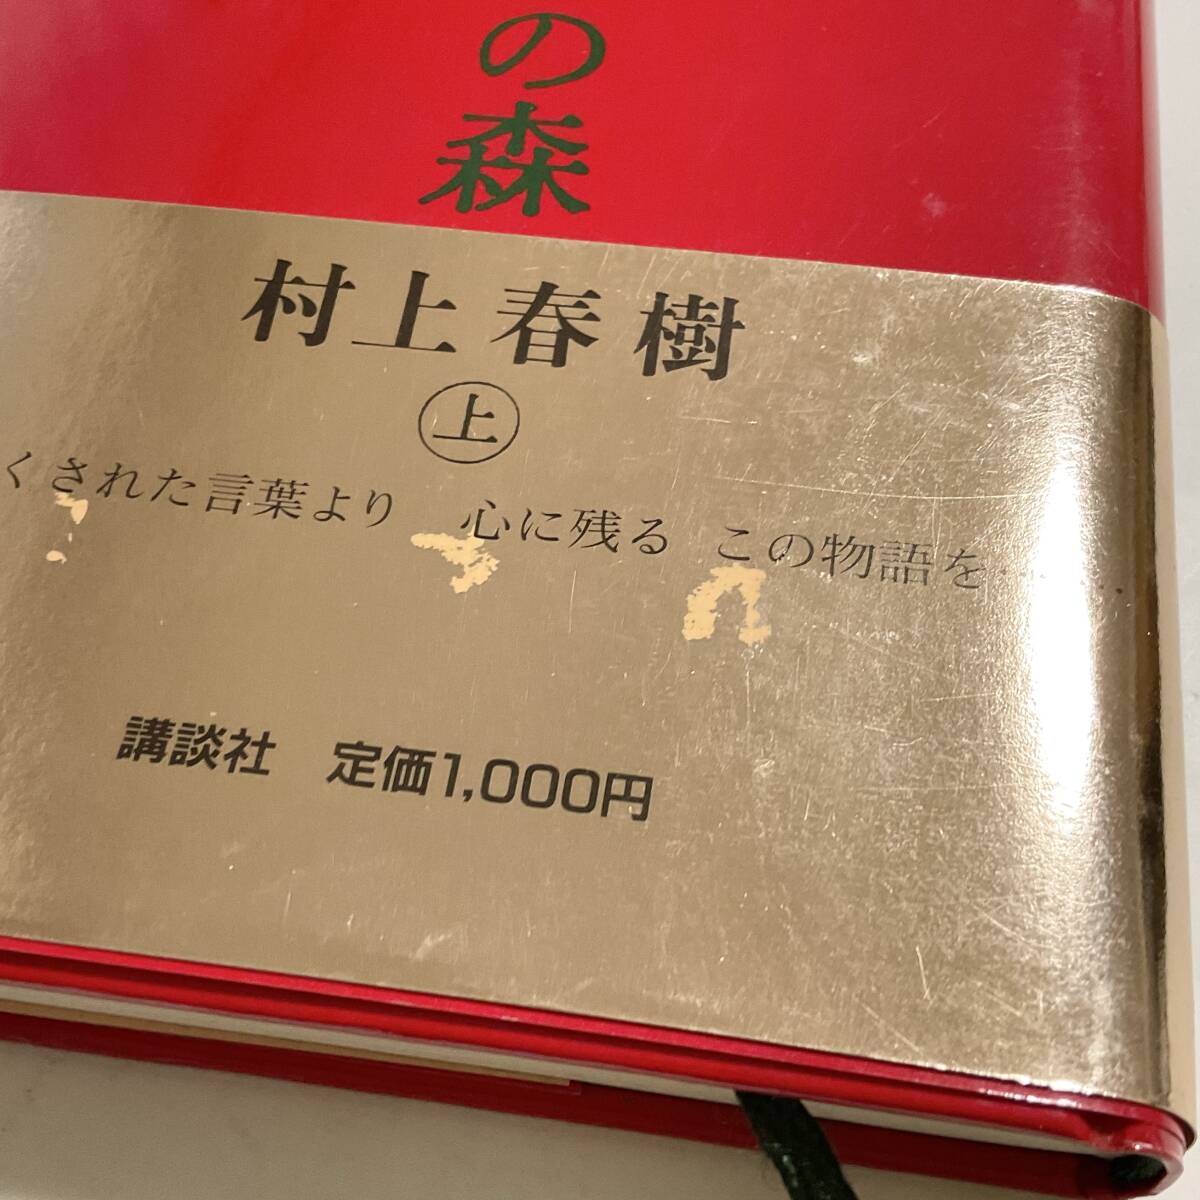 の森
村上春樹
上
くされた言葉より 心に残る この物語を……
講談社 定価1,000円